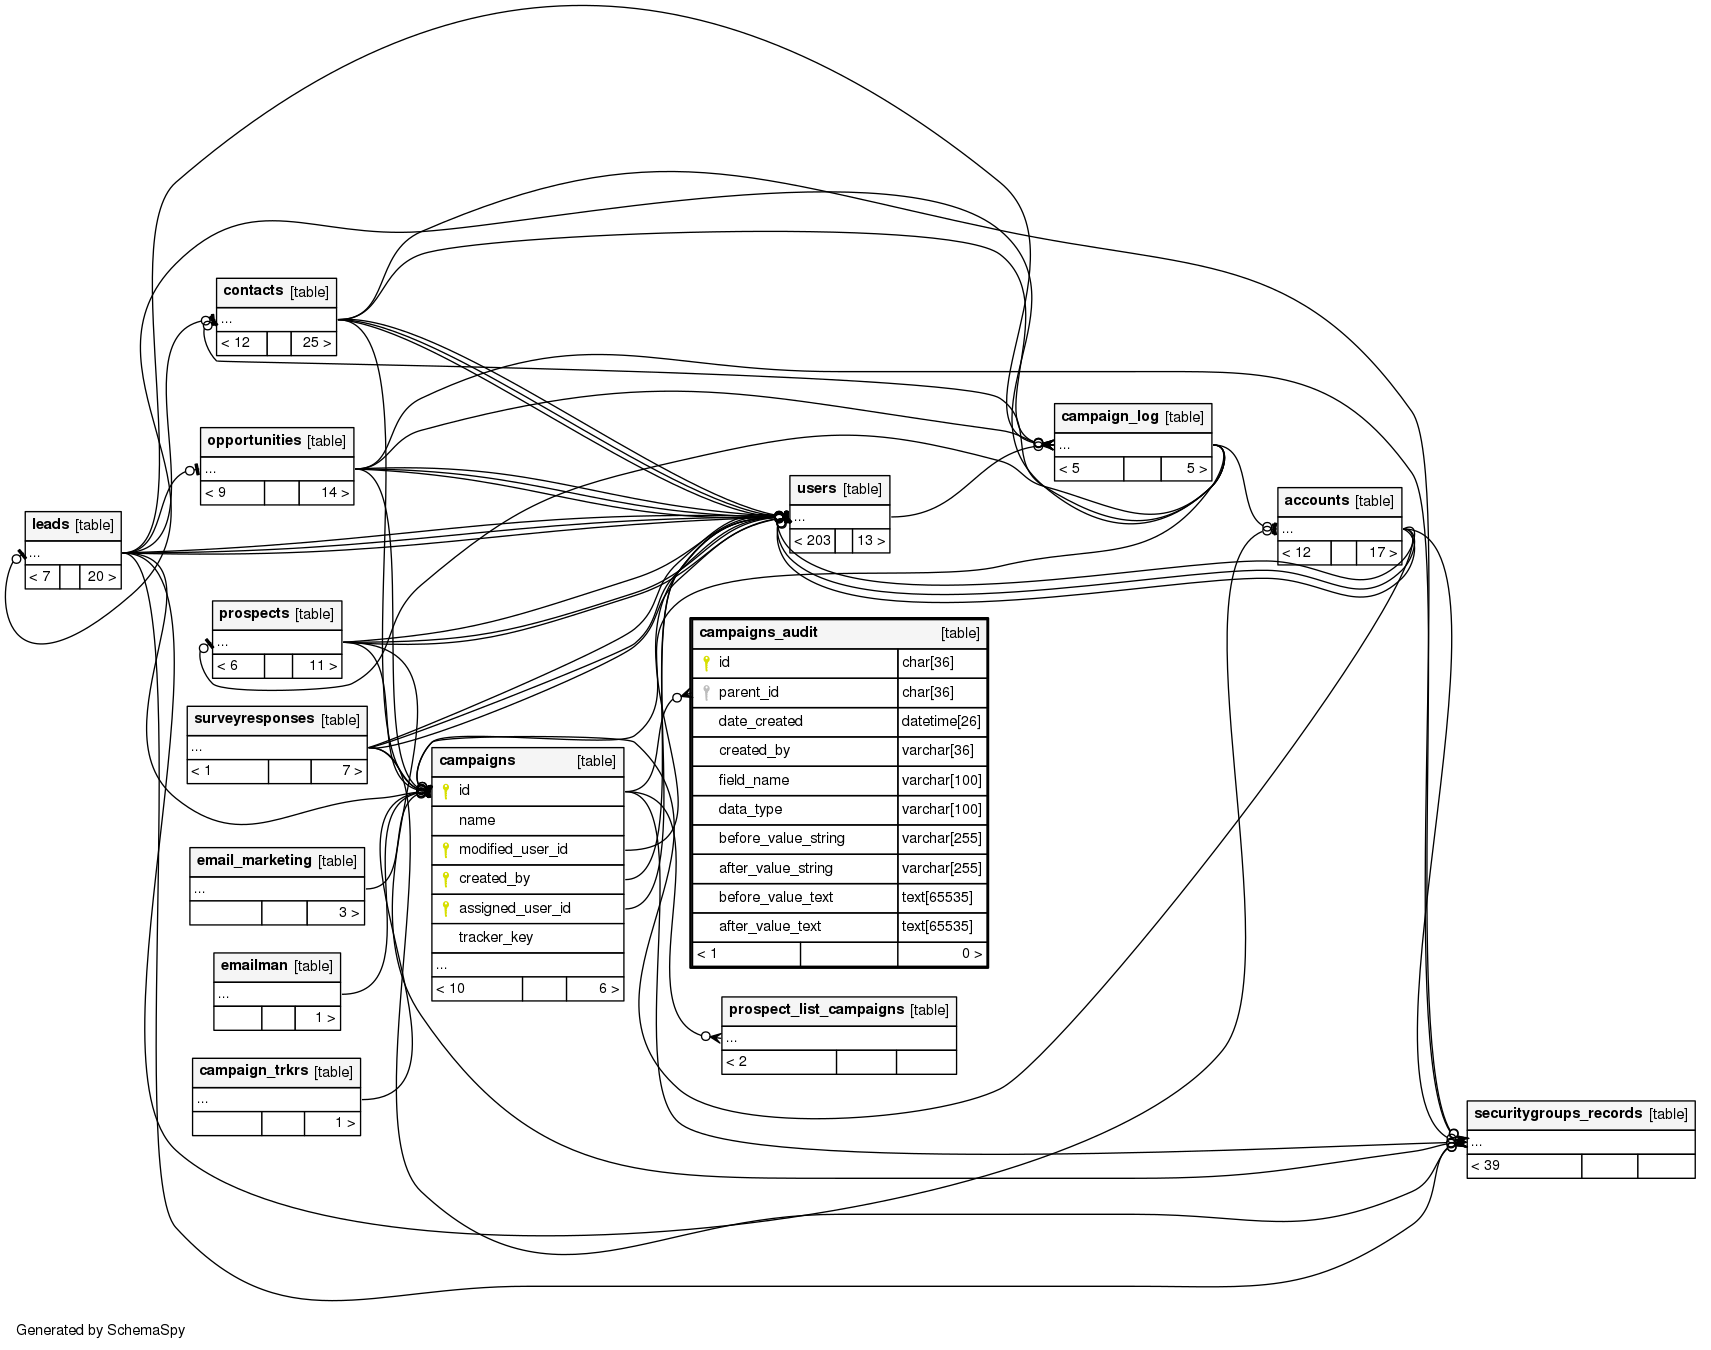 contacts [table]
...
< 12 25 >
opportunities [table]
...
< 9 14 >
leads [table]
...
< 7 20 >
prospects [table]
...
< 6 11 >
surveyresponses [table]
...
< 1 7 >
email_marketing [table]
...
3 >
emailman [table]
...
1 >
campaign_trkrs [table]
...
1 >
campaigns [table]
id
name
modified_user_id
created_by
assigned_user_id
tracker_key
...
< 10 6 >
users [table]
...
< 203 13 >
campaigns_audit [table]
id char[36]
parent_id char[36]
date_created datetime[26]
created_by varchar[36]
field_name varchar[100]
data_type varchar[100]
before_value_string varchar[255]
after_value_string varchar[255]
before_value_text text[65535]
after_value_text text[65535]
< 1 0 >
prospect_list_campaigns [table]
...
< 2
campaign_log [table]
...
< 5 5 >
accounts [table]
...
< 12 17 >
securitygroups_records [table]
...
< 39
Generated by SchemaSpy